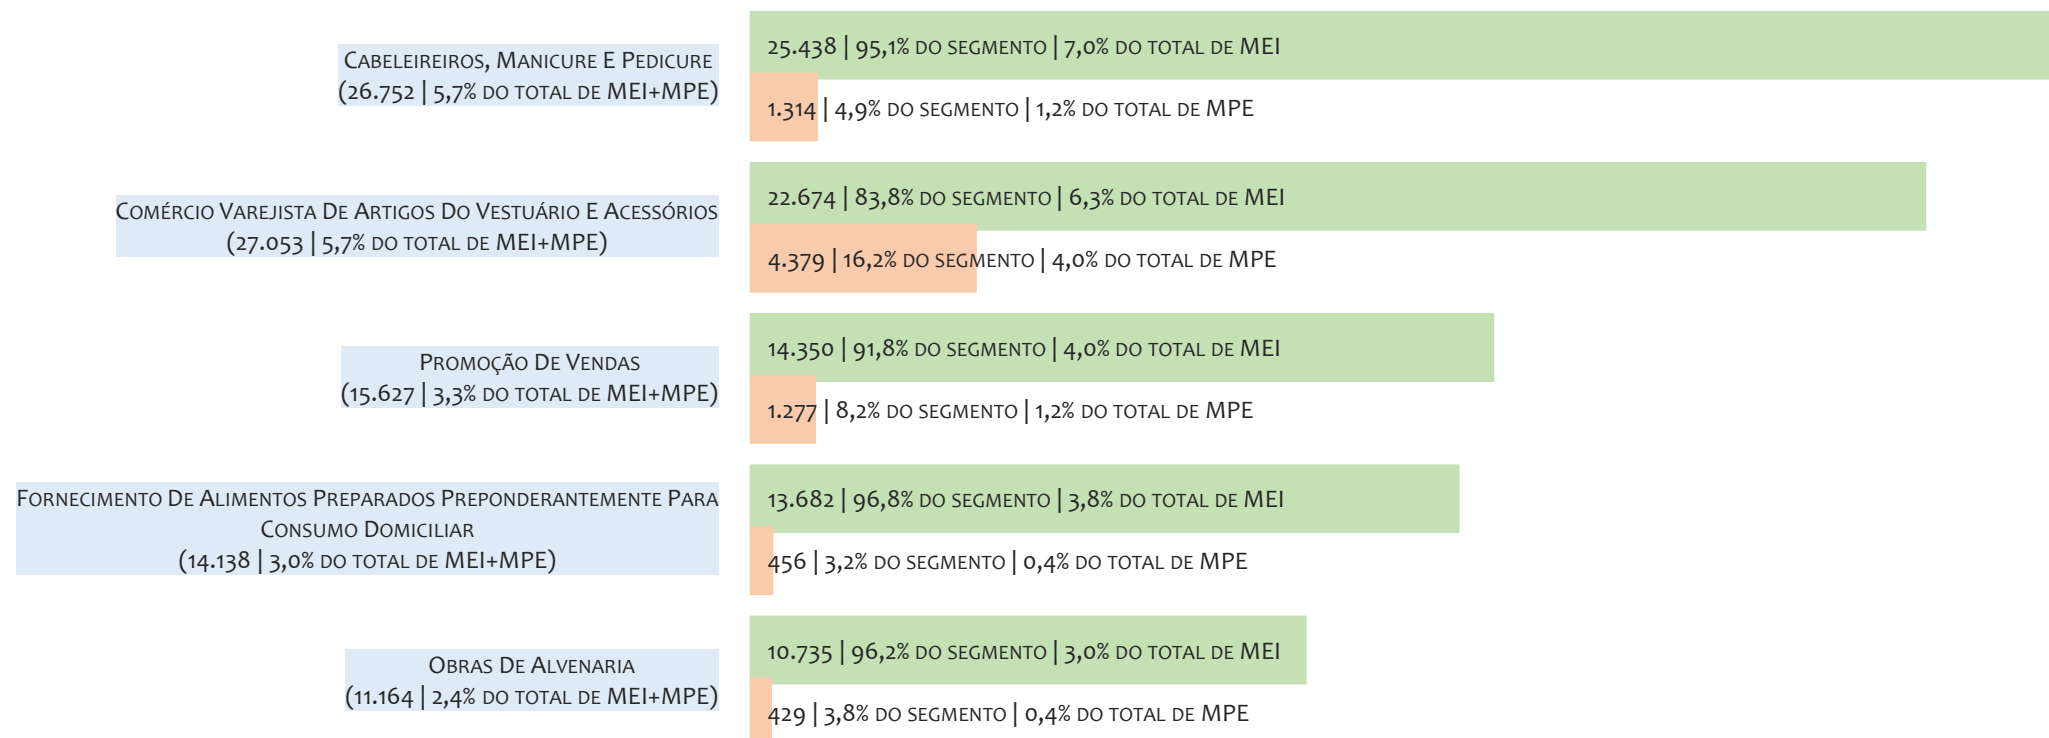 Cabeleireiros, Manicure E Pedicure
(26.752 | 5,7% do total de MEI+MPE)
25.438 | 95,1% do segmento | 7,0% do total de MEI
1.314 | 4,9% do segmento | 1,2% do total de MPE
Comércio Varejista De Artigos Do Vestuário E Acessórios
(27.053 | 5,7% do total de MEI+MPE)
22.674 | 83,8% do segmento | 6,3% do total de MEI
4.379 | 16,2% do segmento | 4,0% do total de MPE
Promoção De Vendas
(15.627 | 3,3% do total de MEI+MPE)
14.350 | 91,8% do segmento | 4,0% do total de MEI
1.277 | 8,2% do segmento | 1,2% do total de MPE
Fornecimento De Alimentos Preparados Preponderantemente Para
Consumo Domiciliar
(14.138 | 3,0% do total de MEI+MPE)
13.682 | 96,8% do segmento | 3,8% do total de MEI
456 | 3,2% do segmento | 0,4% do total de MPE
Obras De Alvenaria
(11.164 | 2,4% do total de MEI+MPE)
10.735 | 96,2% do segmento | 3,0% do total de MEI
429 | 3,8% do segmento | 0,4% do total de MPE